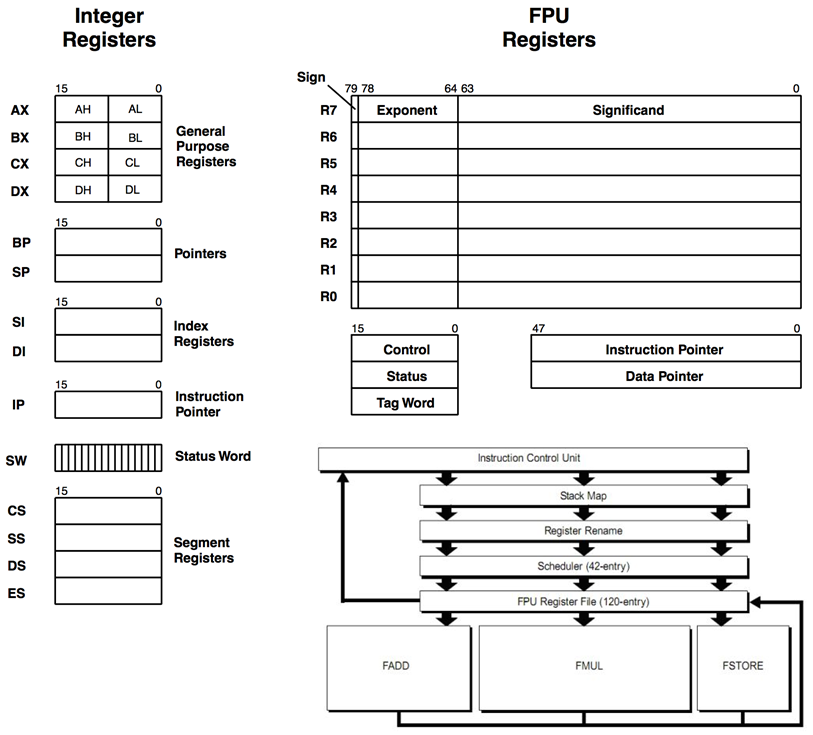 Integer
Registers
15 0
AX AH AL
BX BH BL
CX CH CL
DX DH DL
General
Purpose
Registers
15 0
BP
SP
Pointers
15 0
SI
DI
Index
Registers
15 0
IP
Instruction
Pointer
SW
Status Word
15 0
CS
SS
DS
ES
Segment
Registers
FPU
Registers
Sign
79 78 64 63 0
R7 Exponent Significand
R6
R5
R4
R3
R2
R1
R0
15 0
Control
Status
Tag Word
47 0
Instruction Pointer
Data Pointer
Instruction Control Unit
Stack Map
Register Rename
Scheduler (42-entry)
FPU Register File (120-entry)
FADD FMUL FSTORE